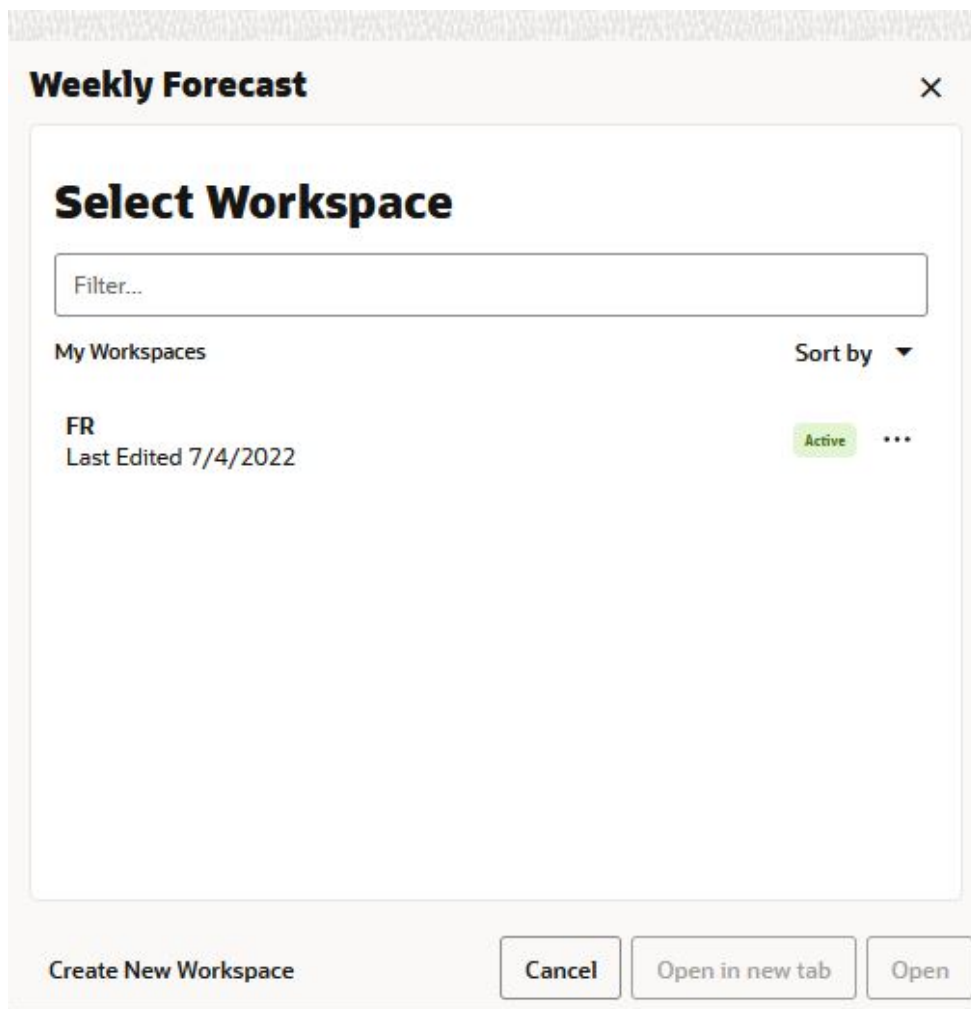 Weekly Forecast
Select Workspace
Filter...
My Workspaces
Sort by
FR
Last Edited 7/4/2022
Active
Create New Workspace
Cancel
Open in new tab
Open